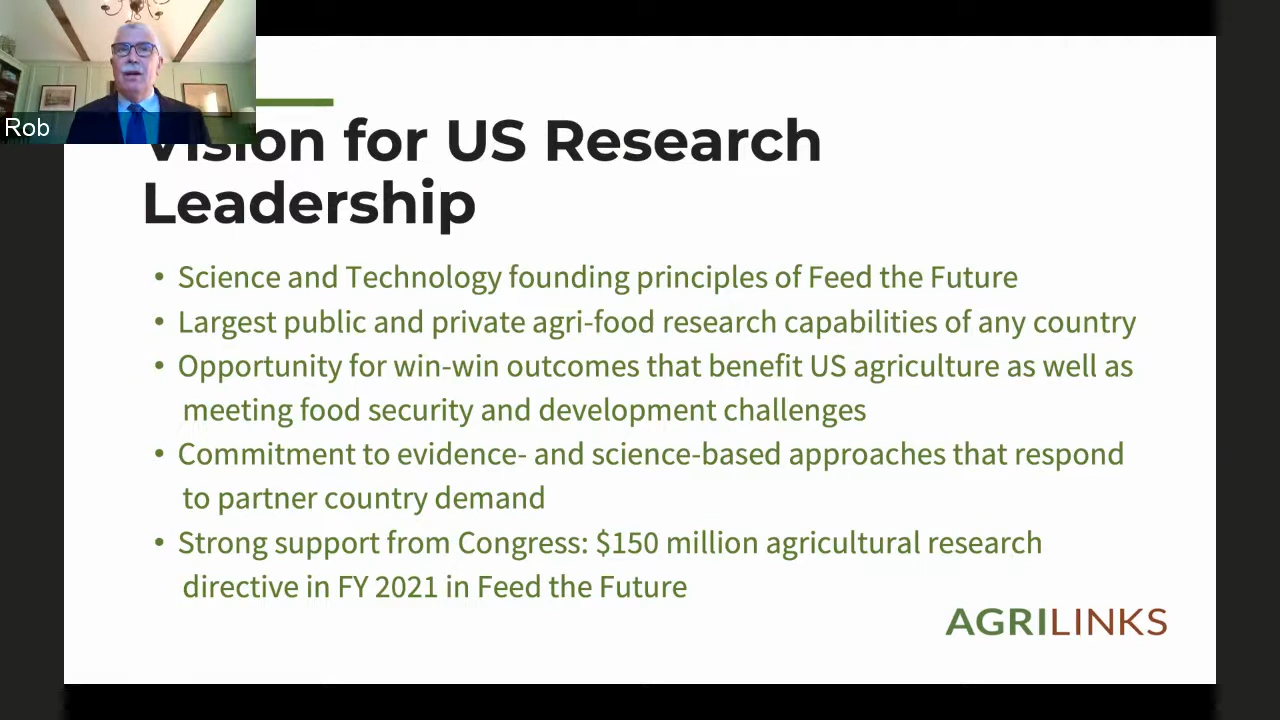 Rob
Vision for US Research
Leadership
• Science and Technology founding principles of Feed the Future
• Largest public and private agri-food research capabilities of any country
• Opportunity for win-win outcomes that benefit US agriculture as well as
meeting food security and development challenges
• Commitment to evidence- and science-based approaches that respond
to partner country demand
• Strong support from Congress: $150 million agricultural research
directive in FY 2021 in Feed the Future
AGRILINKS